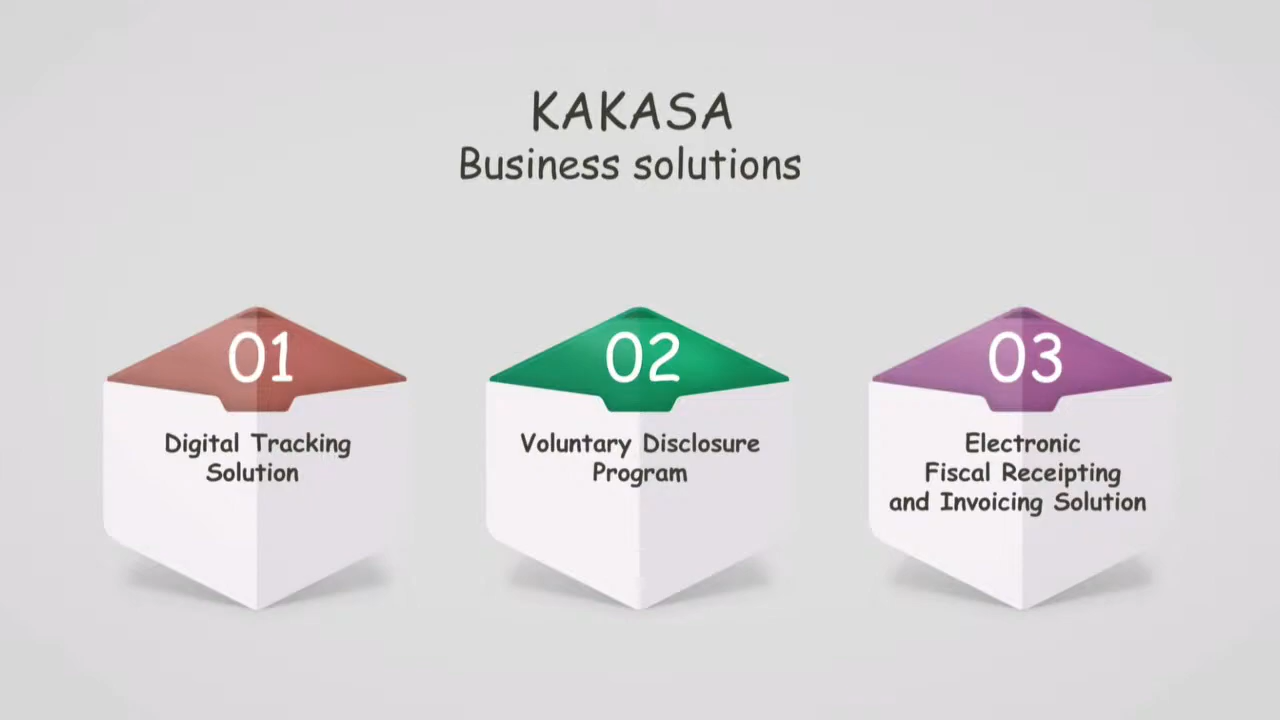 KAKASA
Business solutions
01
Digital Tracking
Solution
02
Voluntary Disclosure
Program
03
Electronic
Fiscal Receipting
and Invoicing Solution